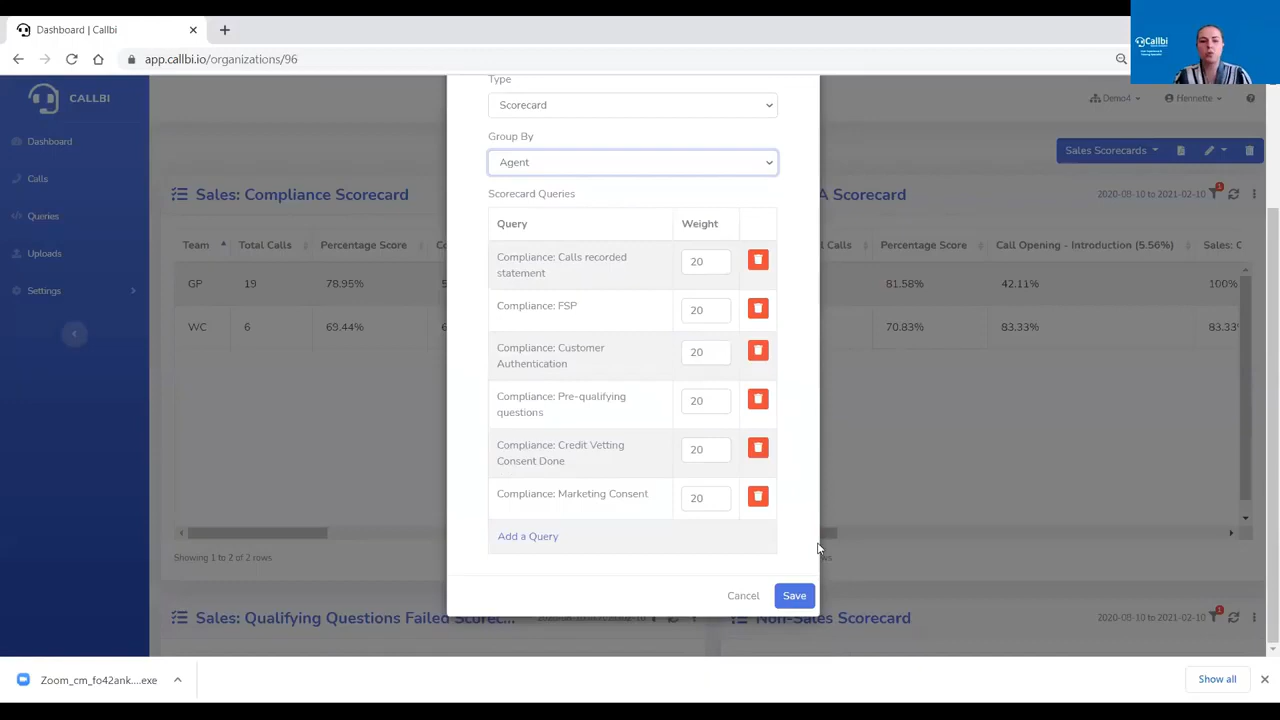 Dashboard | Callbi
app.callbi.io/organizations/96
Callbi
CALLBI
Demo4
Hennette
Dashboard
Calls
Queries
Uploads
Settings
Sales Scorecards
Type
Scorecard
Group By
Agent
Scorecard Queries
Query Weight
Compliance: Calls recorded
statement
20
Compliance: FSP
20
Compliance: Customer
Authentication
20
Compliance: Pre-qualifying
questions
20
Compliance: Credit Vetting
Consent Done
20
Compliance: Marketing Consent
20
Add a Query
Cancel Save
Sales: Compliance Scorecard
Team Total Calls Percentage Score
GP 19 78.95%
WC 6 69.44%
Showing 1 to 2 of 2 rows
A Scorecard
2020-08-10 to 2021-02-10
1
Calls Percentage Score Call Opening - Introduction (5.56%) Sales: C
81.58% 42.11% 100%
70.83% 83.33% 83.33
Sales: Qualifying Questions Failed Scorec...
Non-Sales Scorecard
2020-08-10 to 2021-02-10
1
Zoom_cm_fo42ank....exe
Show all